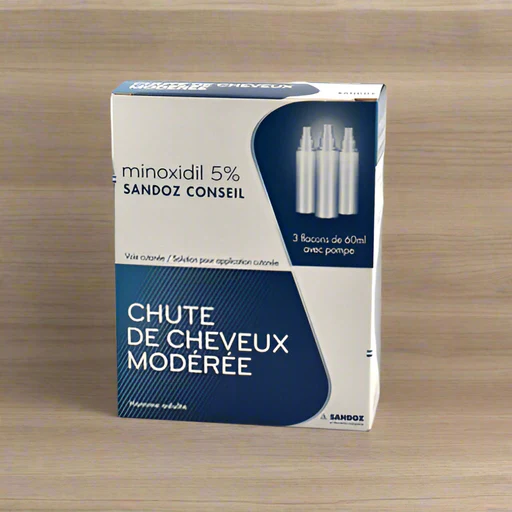 CHUTE DE CHEVEUX
MODÉRÉE
SANDOZ
minoxidil 5%
SANDOZ CONSEIL
3 flacons de 60ml
avec pompe
Voie cutanée / Solution pour application cutanée
CHUTE
DE CHEVEUX
MODÉRÉE
Homme adulte
SANDOZ